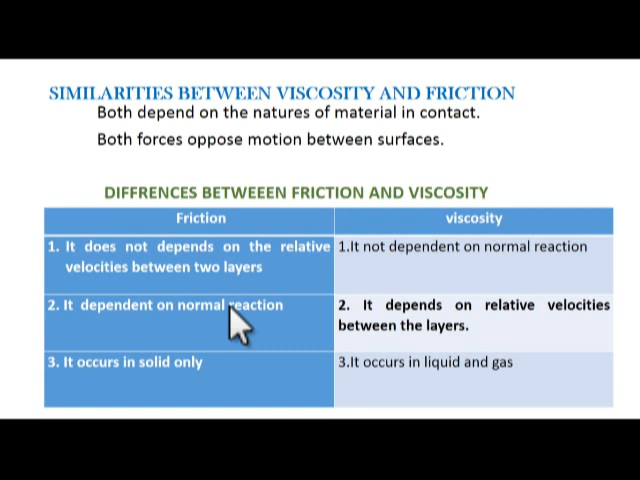 SIMILARITIES BETWEEN VISCOSITY AND FRICTION
Both depend on the natures of material in contact.
Both forces oppose motion between surfaces.
DIFFRENCES BETWEEEN FRICTION AND VISCOSITY
Friction
viscosity
1. It does not depends on the relative
velocities between two layers
1.It not dependent on normal reaction
2. It dependent on normal reaction
2. It depends on relative velocities
between the layers.
3. It occurs in solid only
3.It occurs in liquid and gas